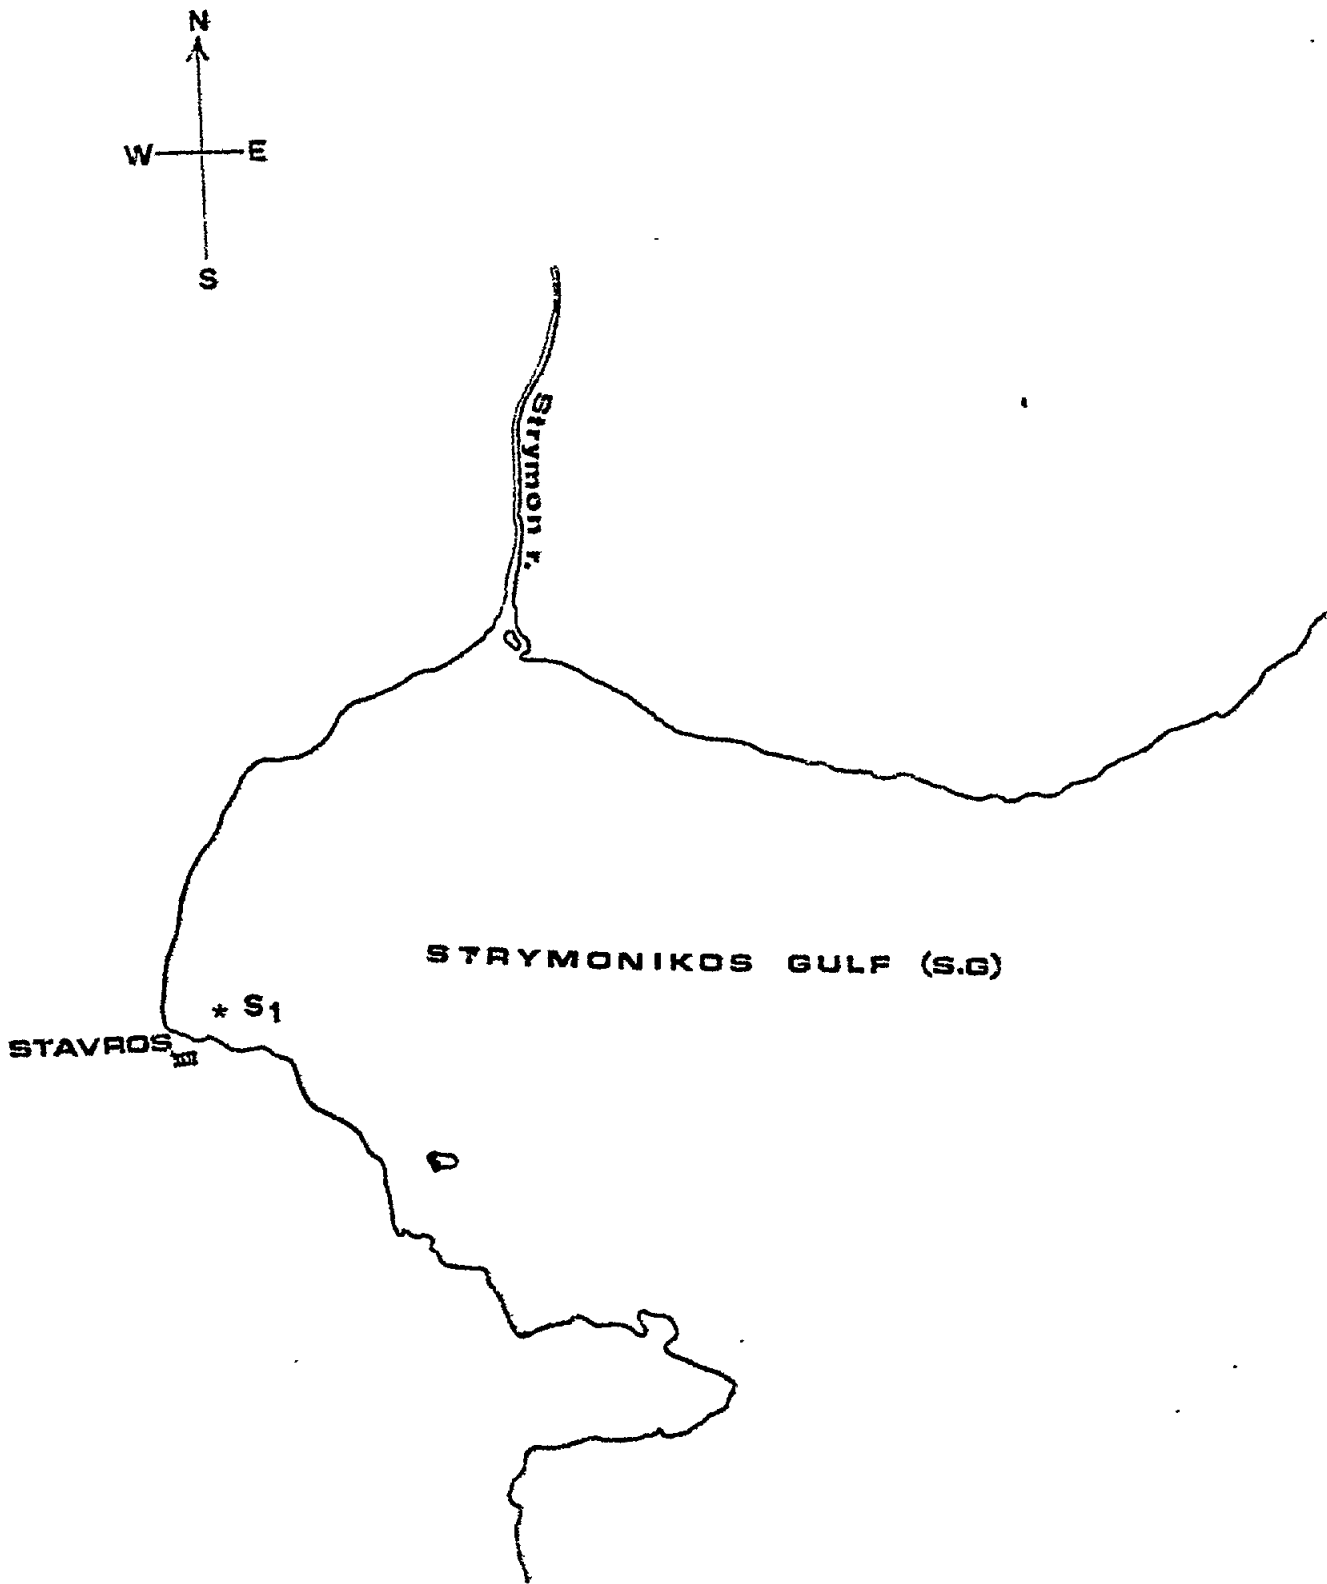 N
W E
S
Strymon r.
STRYMONIKOS GULF (S.G)
* S1
STAVROS